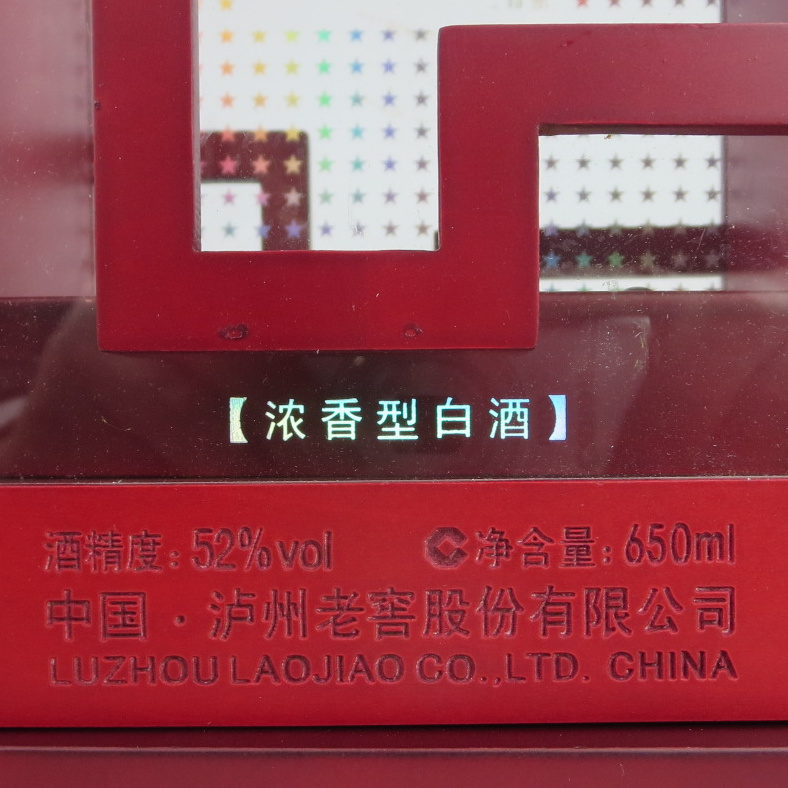 【浓香型白酒】
酒精度：52%vol 净含量：650ml
中国·泸州老窖股份有限公司
LUZHOU LAOJIAO CO.,LTD. CHINA